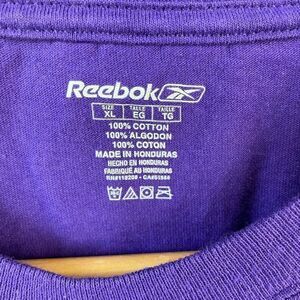 Reebok
SIZE TALLE TAILLE
XL EG TG
100% COTTON
100% ALGODON
100% COTON
MADE IN HONDURAS
HECHO EN HONDURAS
FABRIQUÉ AU HONDURAS